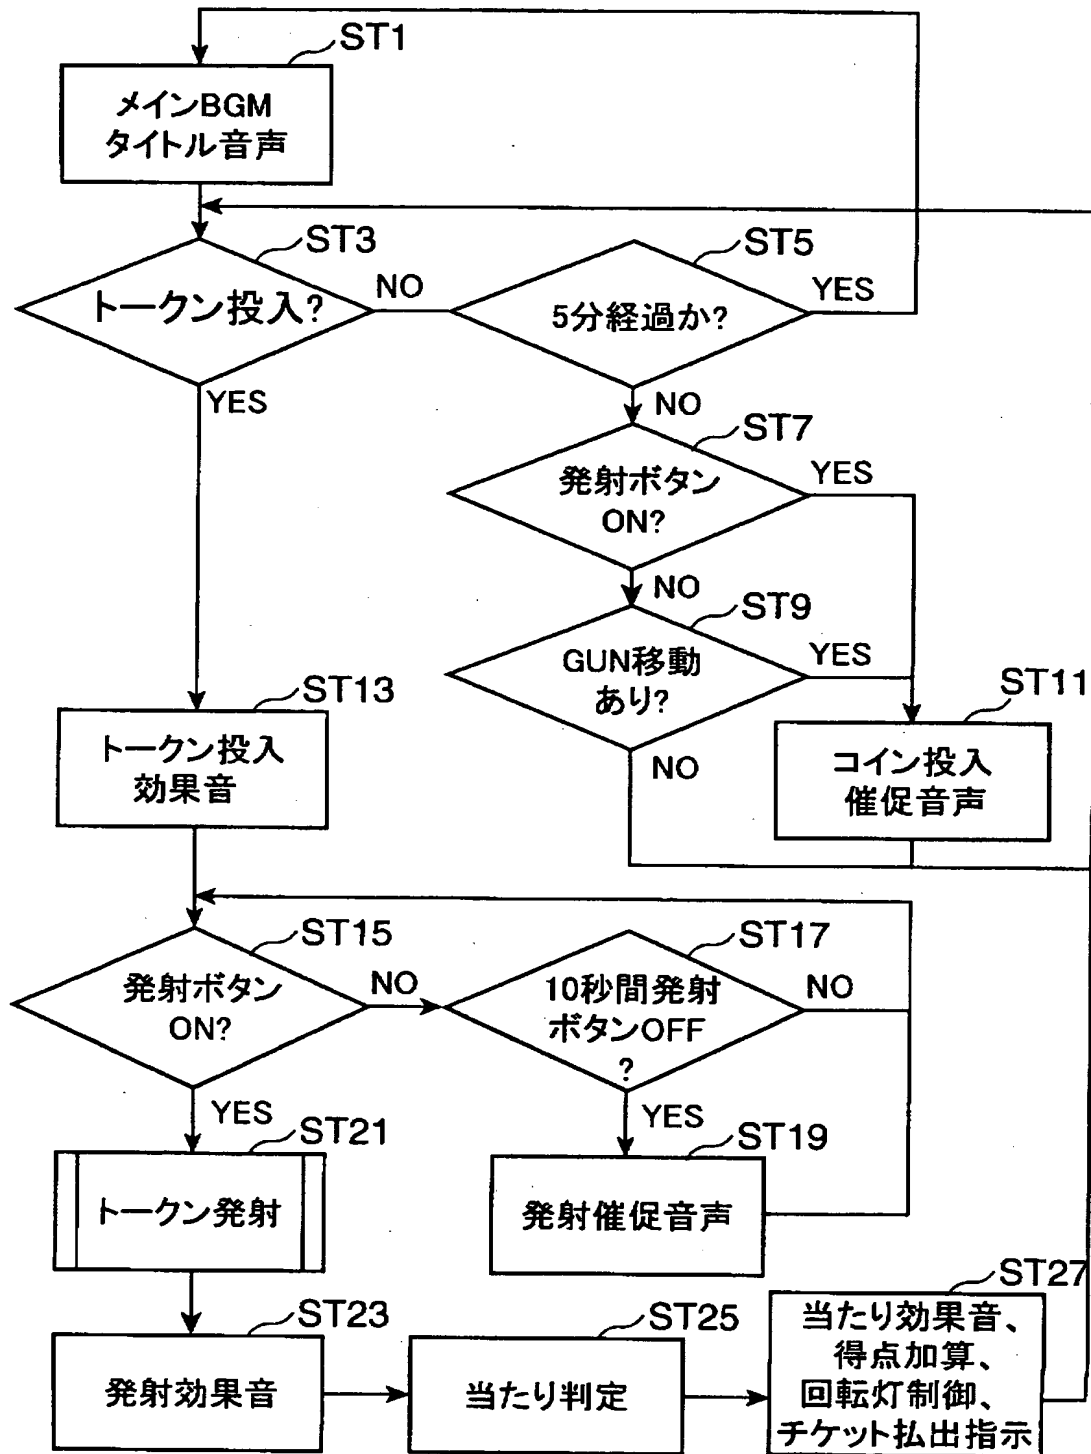 ST1
メインBGM
タイトル音声
ST3
トークン投入?
NO
YES
ST5
5分経過か?
YES
NO
ST7
発射ボタン
ON?
YES
NO
ST9
GUN移動
あり?
YES
NO
ST11
コイン投入
催促音声
ST13
トークン投入
効果音
ST15
発射ボタン
ON?
NO
YES
ST17
10秒間発射
ボタンOFF
?
NO
YES
ST19
発射催促音声
ST21
トークン発射
ST23
発射効果音
ST25
当たり判定
ST27
当たり効果音、
得点加算、
回転灯制御、
チケット払出指示